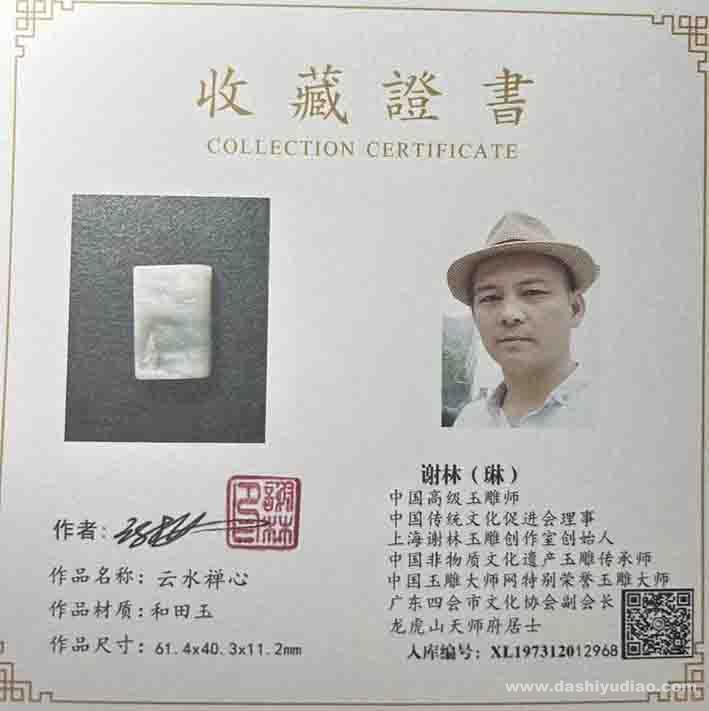 收藏證書
COLLECTION CERTIFICATE
谢林（琳）
中国高级玉雕师
中国传统文化促进会理事
上海谢林玉雕创作室创始人
中国非物质文化遗产玉雕传承师
中国玉雕大师网特别荣誉玉雕大师
广东四会市文化协会副会长
龙虎山天师府居士
入库编号：XL197312012968
作者：
作品名称：云水禅心
作品材质：和田玉
作品尺寸：61.4x40.3x11.2mm
www.dashiyudiao.com